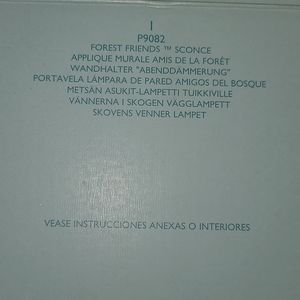 1
P9082
FOREST FRIENDS ™ SCONCE
APPLIQUE MURALE AMIS DE LA FORÊT
WANDHALTER "ABENDDÄMMERUNG"
PORTAVELA LÁMPARA DE PARED AMIGOS DEL BOSQUE
METSÄN ASUKIT-LAMPETTI TUIKKIVILLE
VÄNNERNA I SKOGEN VÄGGLAMPETT
SKOVENS VENNER LAMPET
VEASE INSTRUCCIONES ANEXAS O INTERIORES